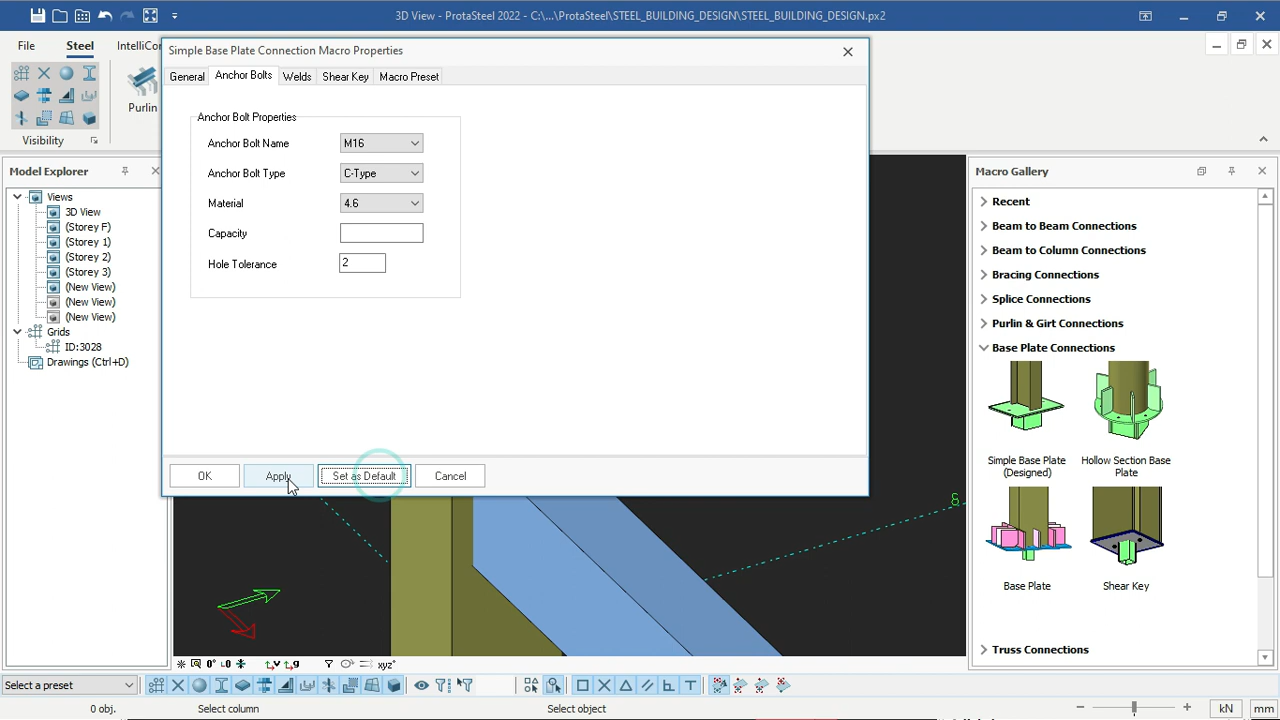 3D View - ProtaSteel 2022 - C:\...\ProtaSteel\STEEL_BUILDING_DESIGN\STEEL_BUILDING_DESIGN.px2
File
Steel
IntelliCon
Purlin
Visibility
Simple Base Plate Connection Macro Properties
General
Anchor Bolts
Welds
Shear Key
Macro Preset
Anchor Bolt Properties
Anchor Bolt Name M16
Anchor Bolt Type C-Type
Material 4.6
Capacity
Hole Tolerance 2
OK
Apply
Set as Default
Cancel
Model Explorer
Views
3D View
(Storey F)
(Storey 1)
(Storey 2)
(Storey 3)
(New View)
(New View)
(New View)
Grids
ID:3028
Drawings (Ctrl+D)
8
Macro Gallery
Recent
Beam to Beam Connections
Beam to Column Connections
Bracing Connections
Splice Connections
Purlin & Girt Connections
Base Plate Connections
Simple Base Plate
(Designed)
Hollow Section Base
Plate
Base Plate
Shear Key
Truss Connections
xyz*
Select a preset
0 obj.
Select column
Select object
kN
mm